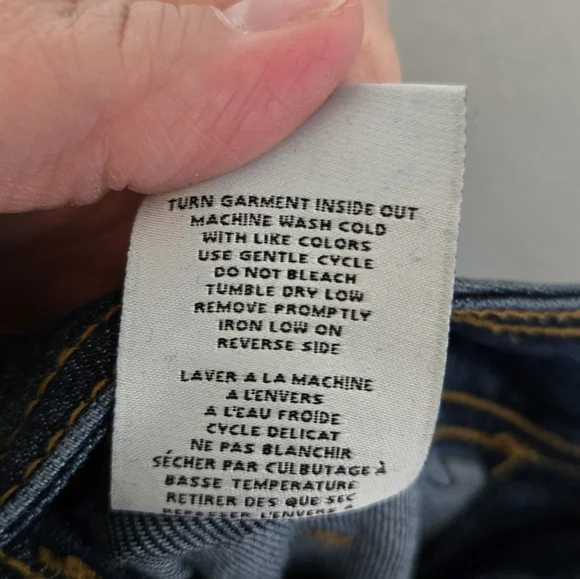 TURN GARMENT INSIDE OUT
MACHINE WASH COLD
WITH LIKE COLORS
USE GENTLE CYCLE
DO NOT BLEACH
TUMBLE DRY LOW
REMOVE PROMPTLY
IRON LOW ON
REVERSE SIDE
LAVER A LA MACHINE
A L'ENVERS
A L'EAU FROIDE
CYCLE DELICAT
NE PAS BLANCHIR
SÉCHER PAR CULBUTAGE À
BASSE TEMPERATURE
RETIRER DES QUE SEC
REPASSER L'ENVERS A